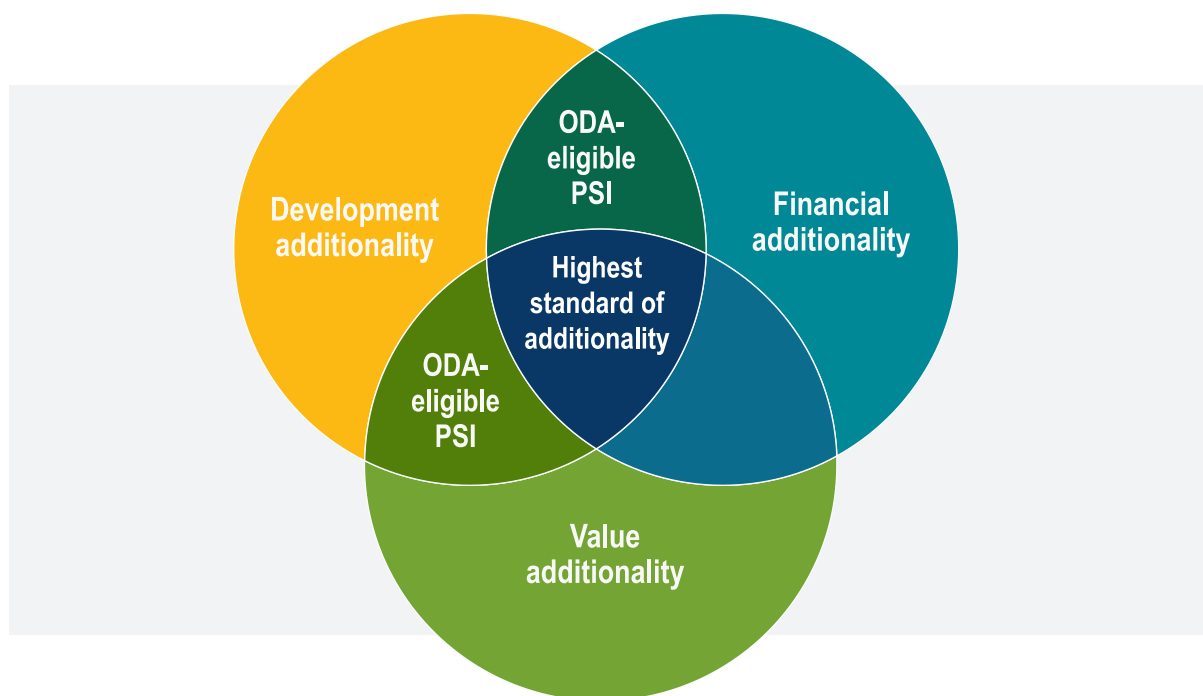 ODA-
eligible
PSI
Development
additionality
Financial
additionality
Highest
standard of
additionality
ODA-
eligible
PSI
Value
additionality